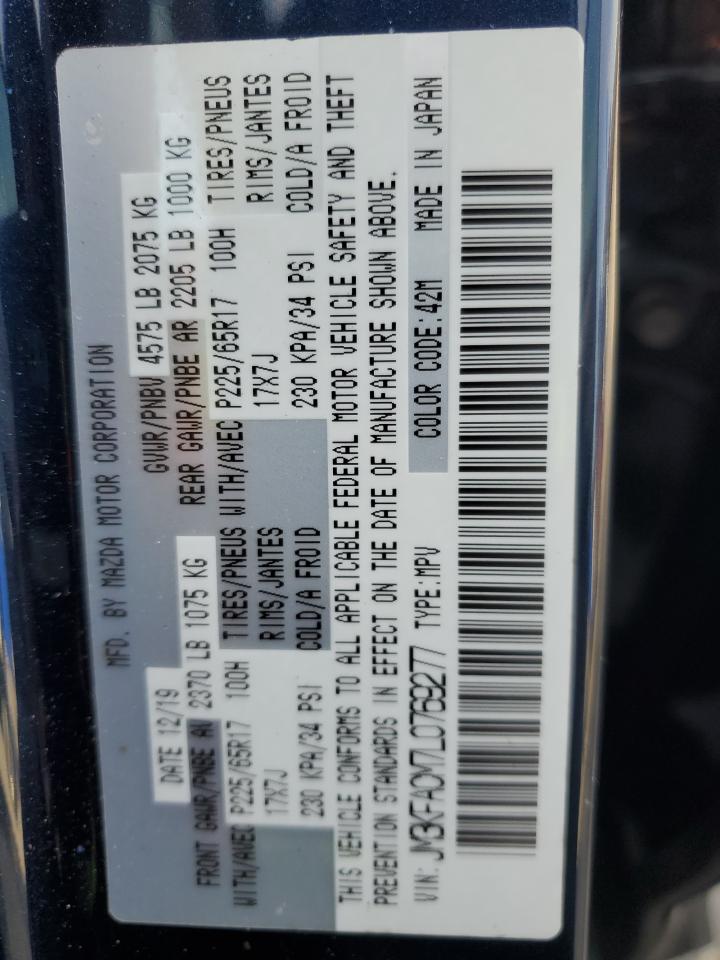 MFD. BY MAZDA MOTOR CORPORATION
DATE 12/19 GVWR/PNBV 4575 LB 2075 KG
FRONT GAWR/PNBE AV 2370 LB 1075 KG REAR GAWR/PNBE AR 2205 LB 1000 KG
WITH/AVEC P225/65R17 100H TIRES/PNEUS WITH/AVEC P225/65R17 100H TIRES/PNEUS
17X7J RIMS/JANTES 17X7J RIMS/JANTES
230 KPA/34 PSI COLD/A FROID 230 KPA/34 PSI COLD/A FROID
THIS VEHICLE CONFORMS TO ALL APPLICABLE FEDERAL MOTOR VEHICLE SAFETY AND THEFT
PREVENTION STANDARDS IN EFFECT ON THE DATE OF MANUFACTURE SHOWN ABOVE.
VIN: JM3KFACM7L0769277 TYPE:MPV COLOR CODE:42M MADE IN JAPAN